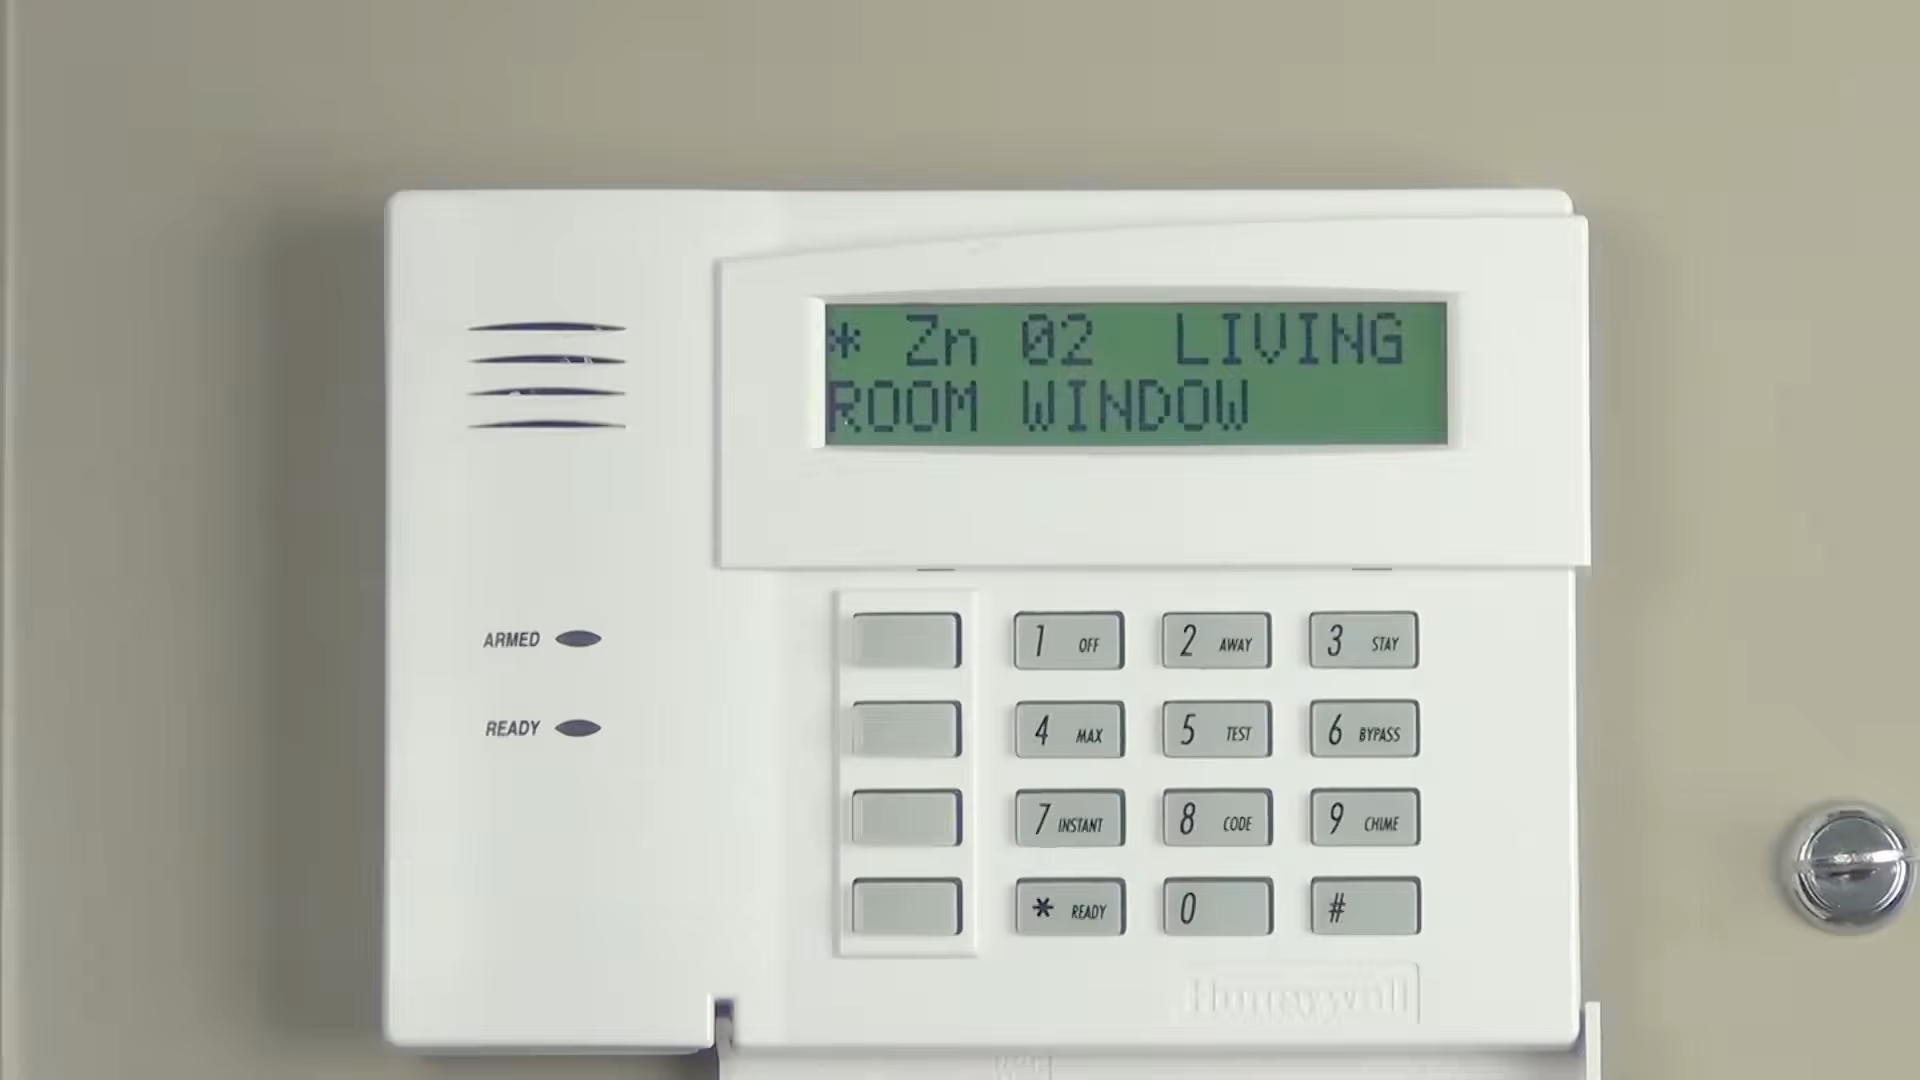 * Zn 02 LIVING
ROOM WINDOW
ARMED
READY
1 OFF
2 AWAY
3 STAY
4 MAX
5 TEST
6 BYPASS
7 INSTANT
8 CODE
9 CHIME
* READY
0
#
Honeywell